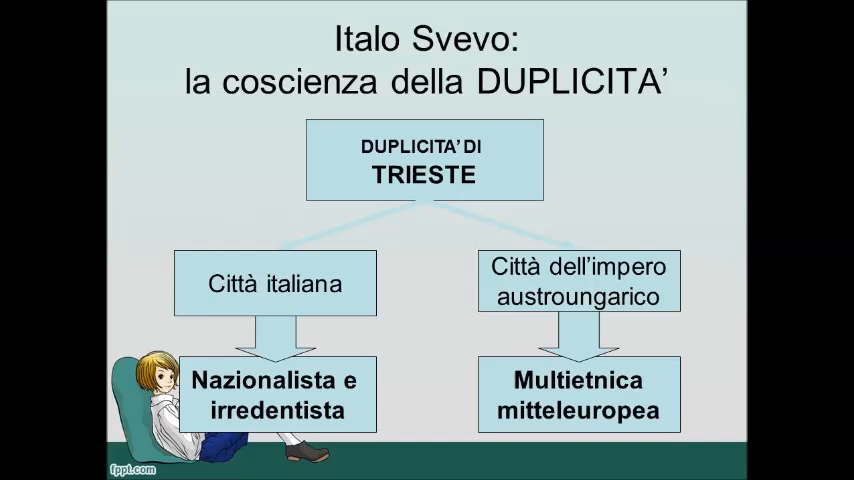 Italo Svevo:
la coscienza della DUPLICITA’
DUPLICITA’ DI
TRIESTE
Città italiana
Città dell’impero
austroungarico
Nazionalista e
irredentista
Multietnica
mitteleuropea
fppt.com